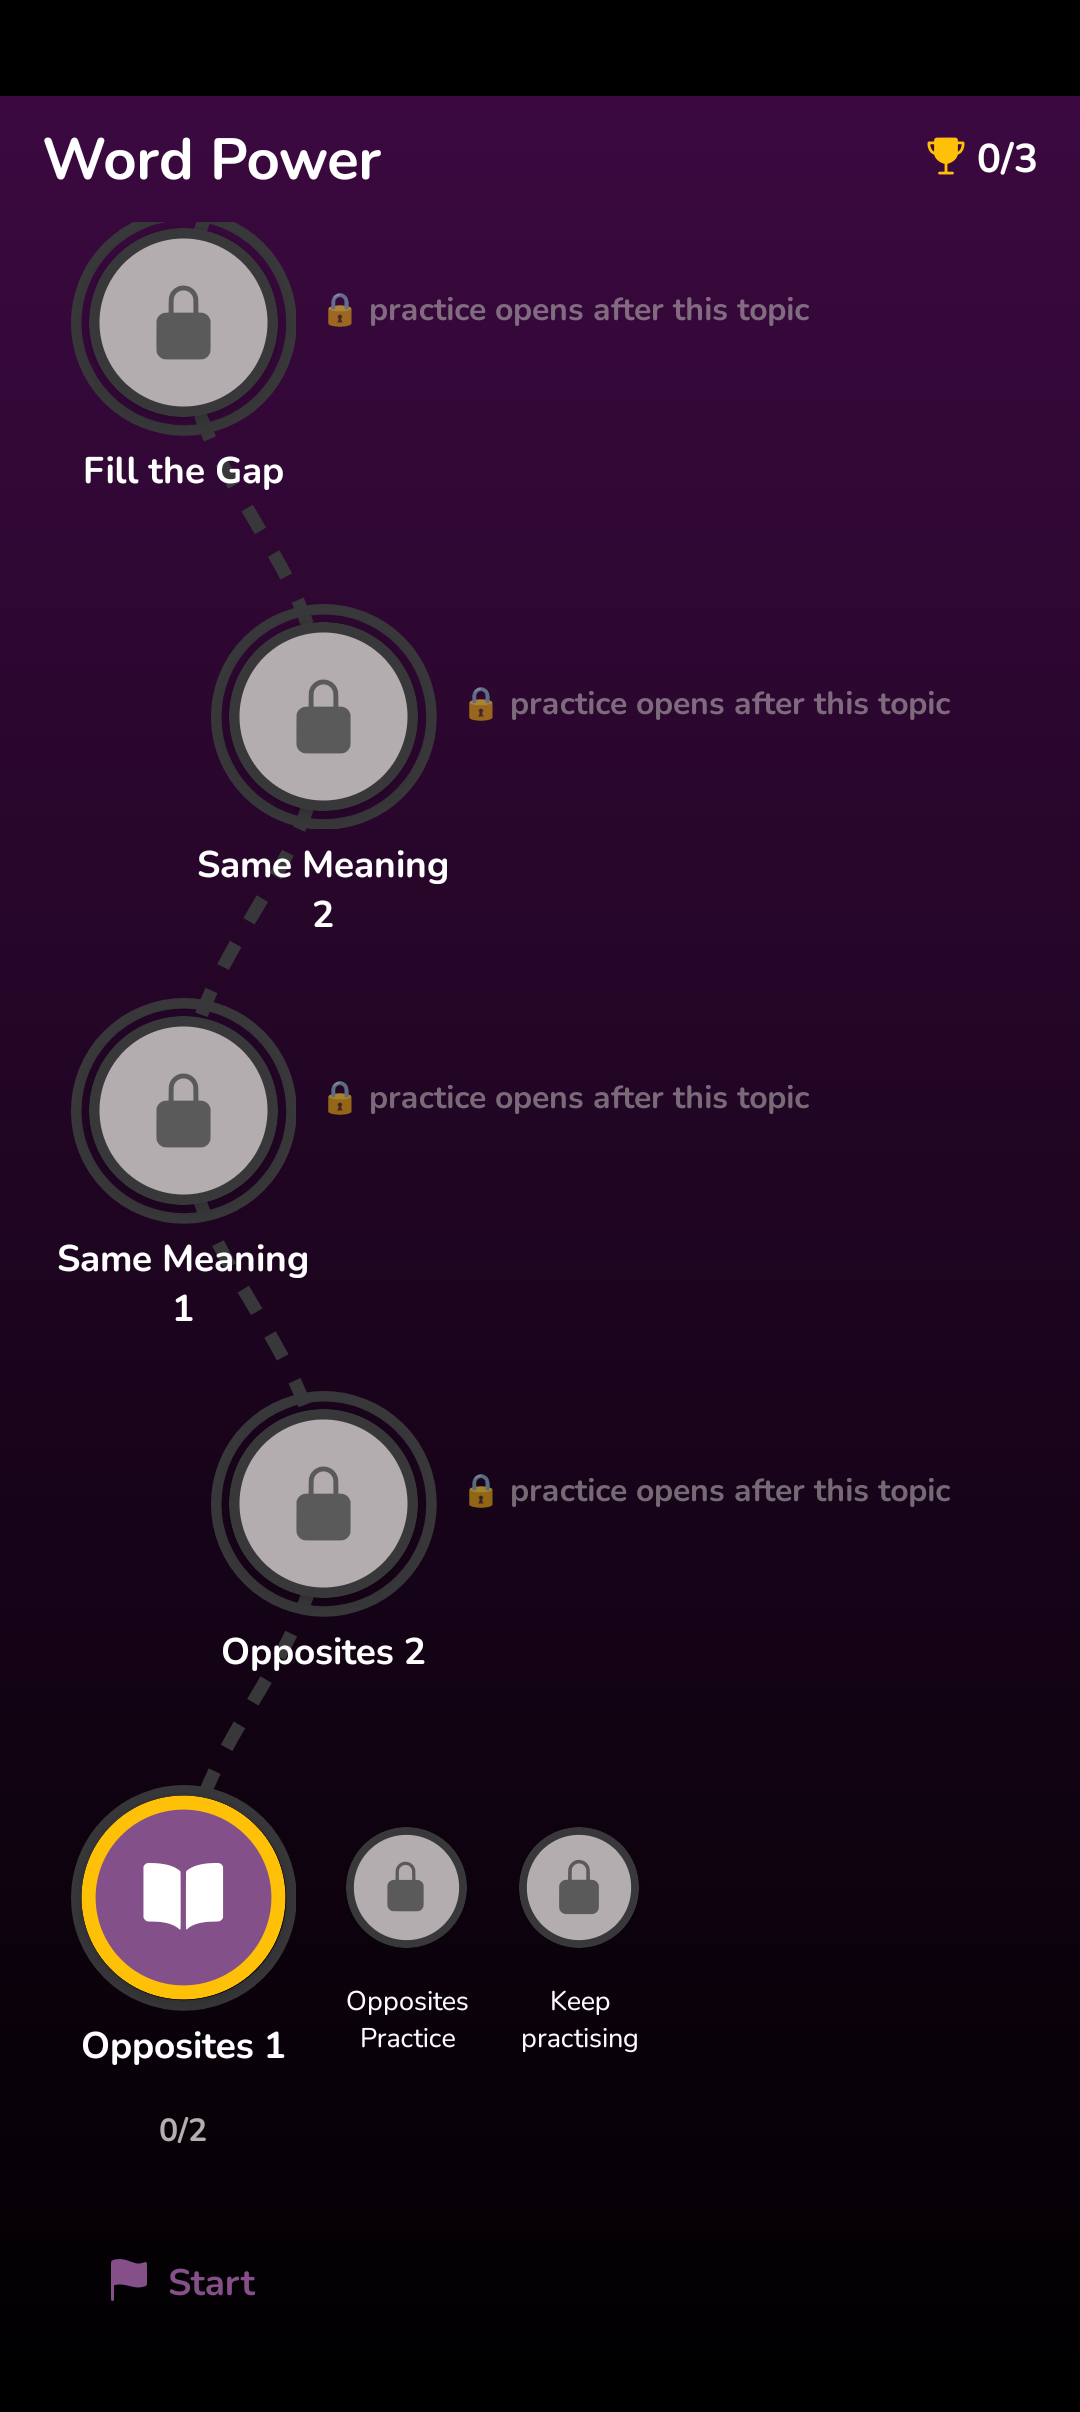 Word Power
0/3
🔒 practice opens after this topic
Fill the Gap
🔒 practice opens after this topic
Same Meaning
2
🔒 practice opens after this topic
Same Meaning
1
🔒 practice opens after this topic
Opposites 2
Opposites 1
0/2
Opposites
Practice
Keep
practising
Start